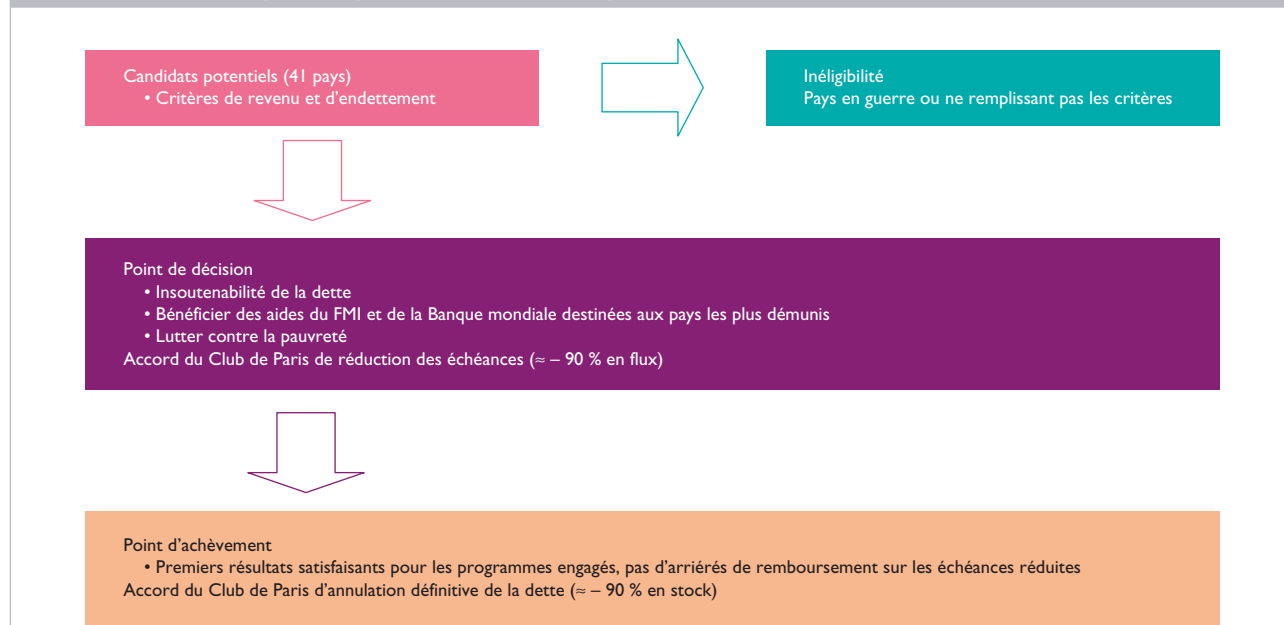 Candidats potentiels (41 pays)
• Critères de revenu et d'endettement
Inéligibilité
Pays en guerre ou ne remplissant pas les critères
Point de décision
• Insoutenabilité de la dette
• Bénéficier des aides du FMI et de la Banque mondiale destinées aux pays les plus démunis
• Lutter contre la pauvreté
Accord du Club de Paris de réduction des échéances (≈ – 90 % en flux)
Point d’achèvement
• Premiers résultats satisfaisants pour les programmes engagés, pas d’arriérés de remboursement sur les échéances réduites
Accord du Club de Paris d’annulation définitive de la dette (≈ – 90 % en stock)